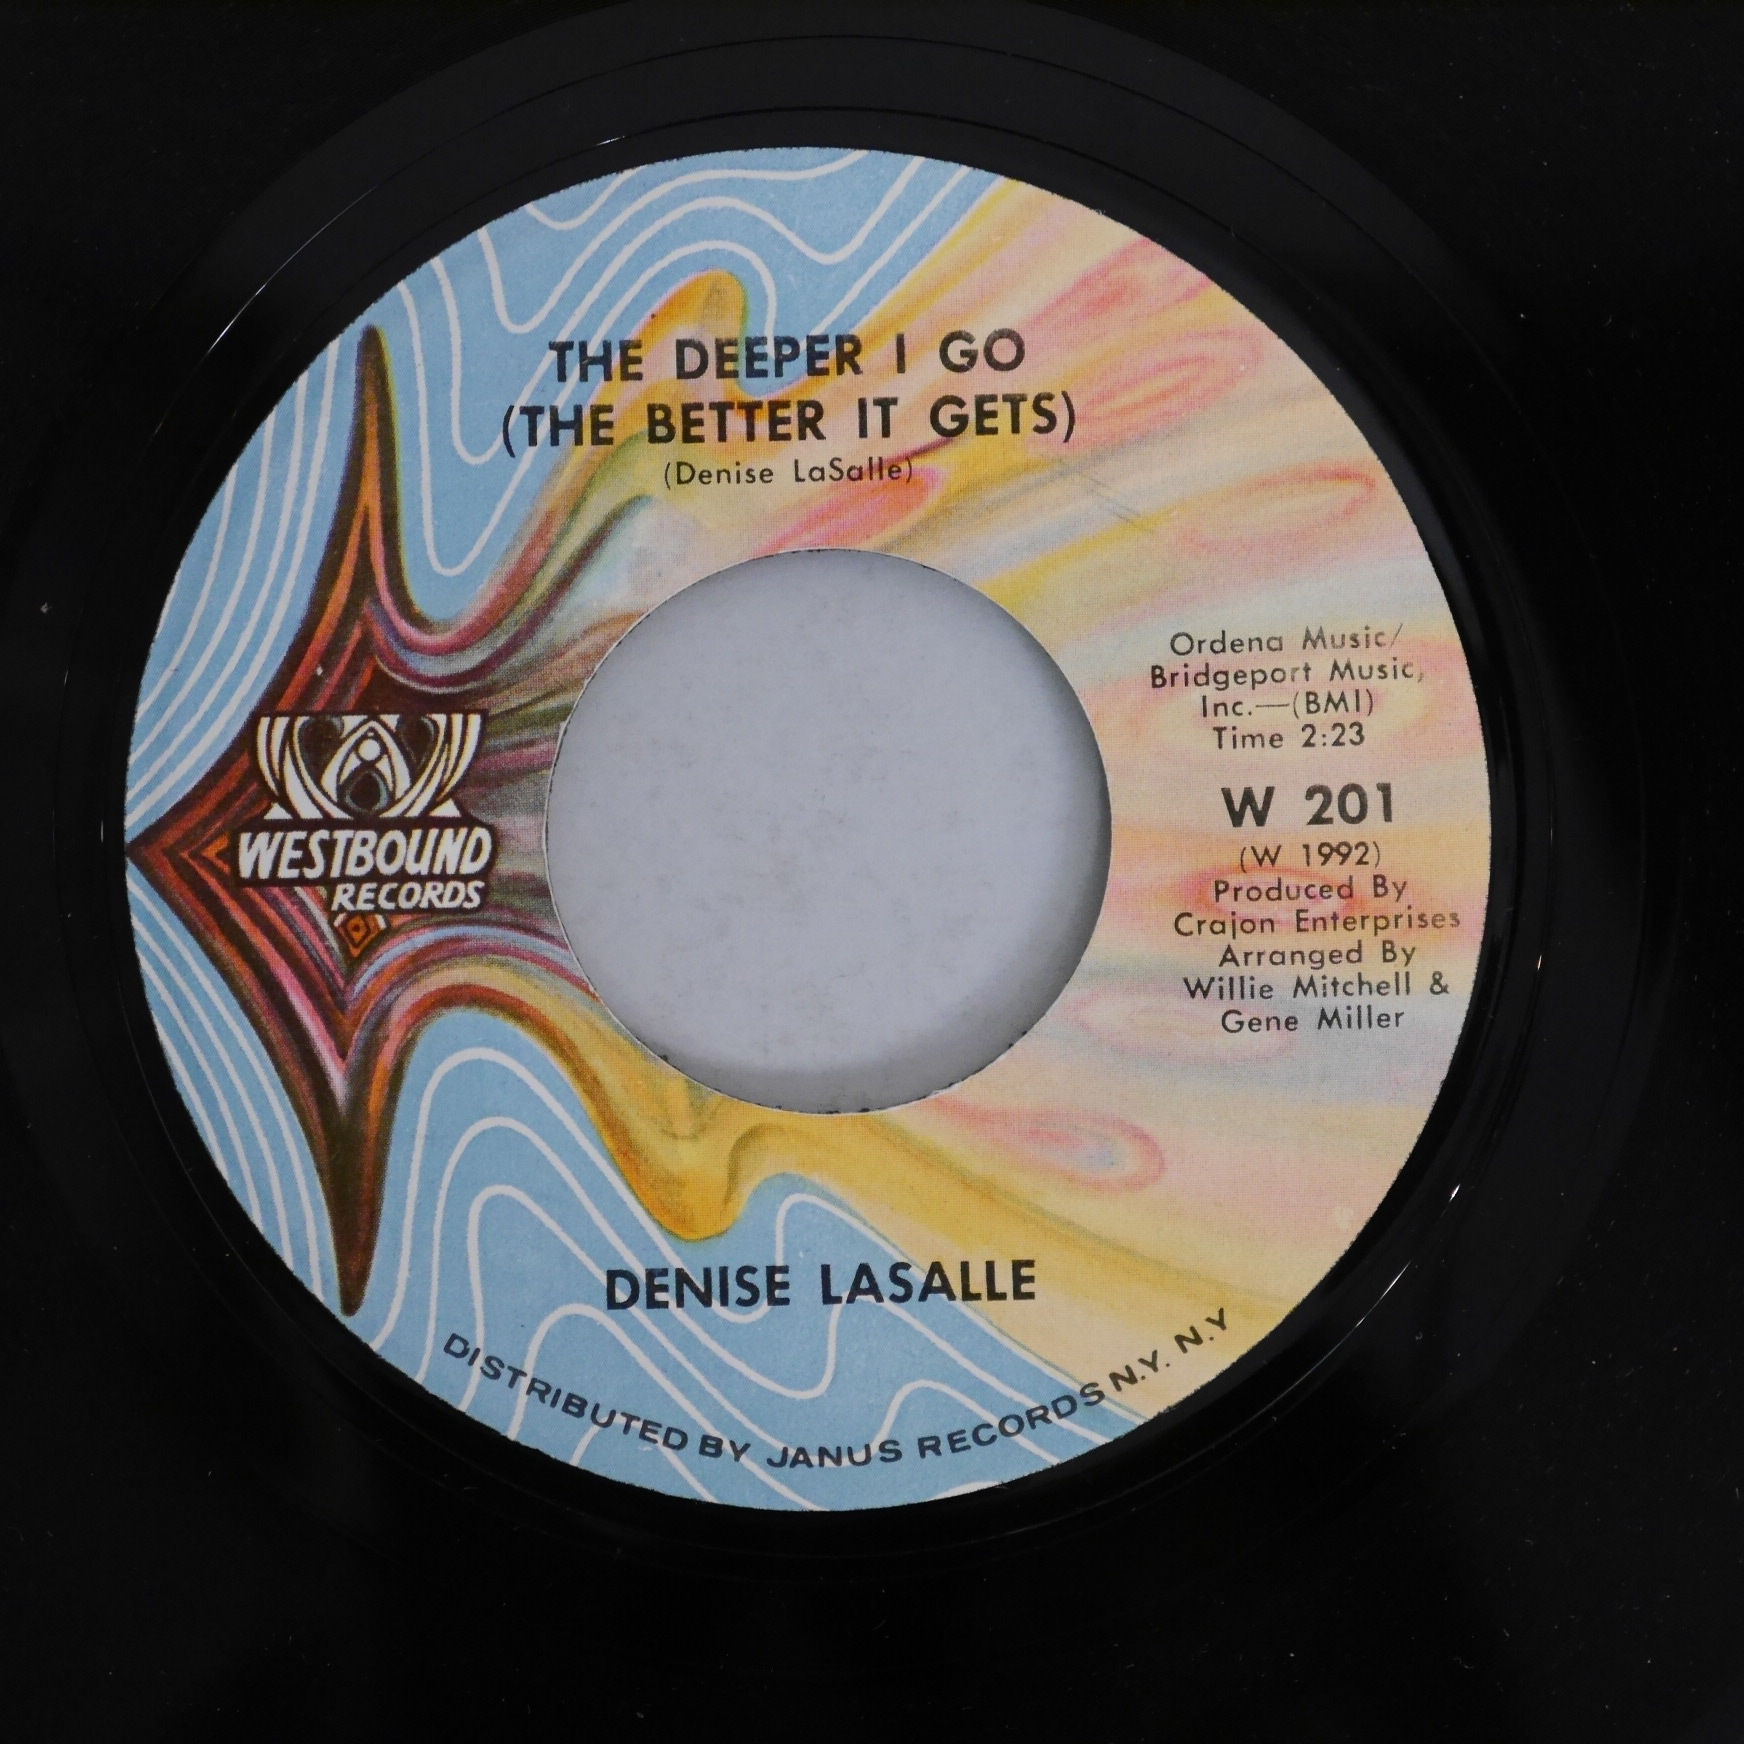 THE DEEPER I GO
(THE BETTER IT GETS)
(Denise LaSalle)
Ordena Music/
Bridgeport Music,
Inc.—(BMI)
Time 2:23
W 201
(W 1992)
Produced By
Crajon Enterprises
Arranged By
Willie Mitchell &
Gene Miller
WESTBOUND
RECORDS
DENISE LASALLE
DISTRIBUTED BY JANUS RECORDS N.Y. N.Y